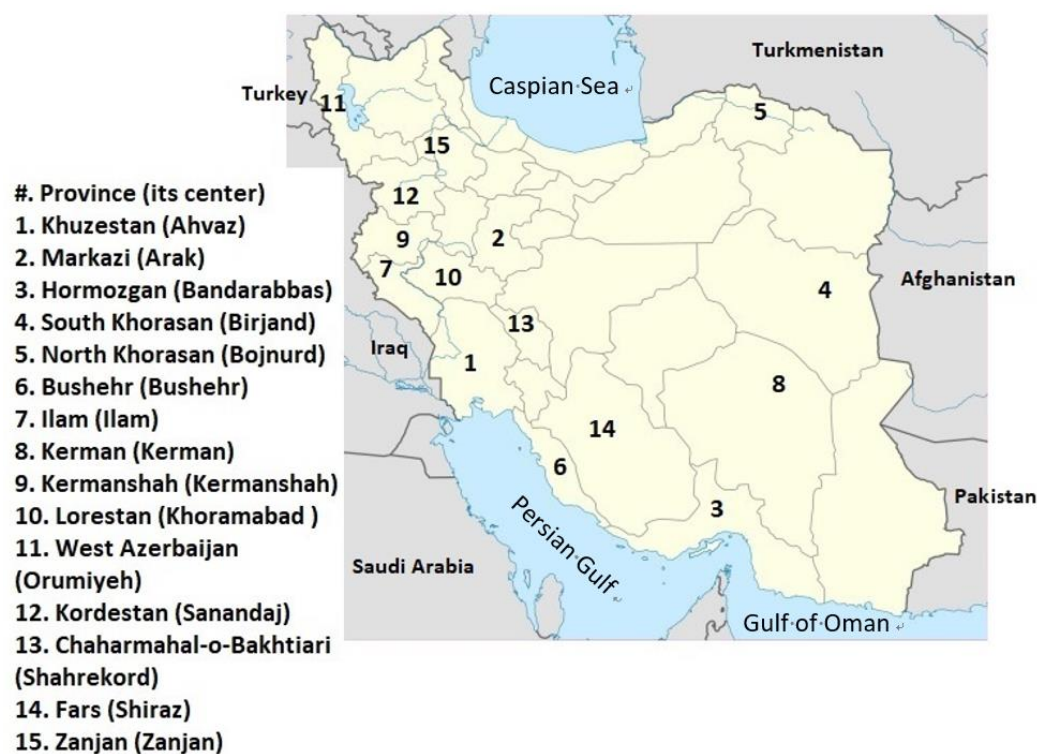 Turkmenistan
Caspian·Sea
Turkey
11
5
15
#. Province (its center)
1. Khuzestan (Ahvaz)
2. Markazi (Arak)
3. Hormozgan (Bandarabbas)
4. South Khorasan (Birjand)
5. North Khorasan (Bojnurd)
6. Bushehr (Bushehr)
7. Ilam (Ilam)
8. Kerman (Kerman)
9. Kermanshah (Kermanshah)
10. Lorestan (Khoramabad )
11. West Azerbaijan
(Orumiyeh)
12. Kordestan (Sanandaj)
13. Chaharmahal-o-Bakhtiari
(Shahrekord)
14. Fars (Shiraz)
15. Zanjan (Zanjan)
12
9
2
7
10
4
Afghanistan
13
Iraq
1
8
14
6
3
Pakistan
Persian·Gulf
Saudi Arabia
Gulf·of·Oman